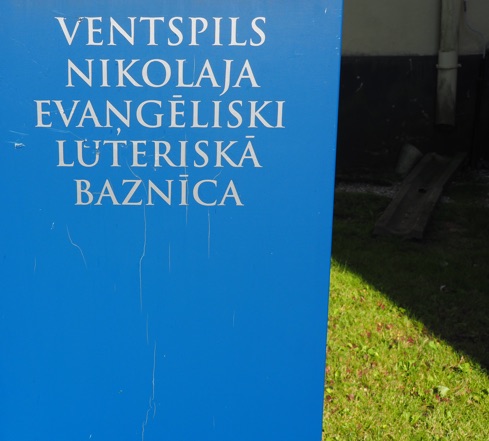 VENTSPILS
NIKOLAJA
EVAŅĢĒLISKI
LUTERISKĀ
BAZNĪCA